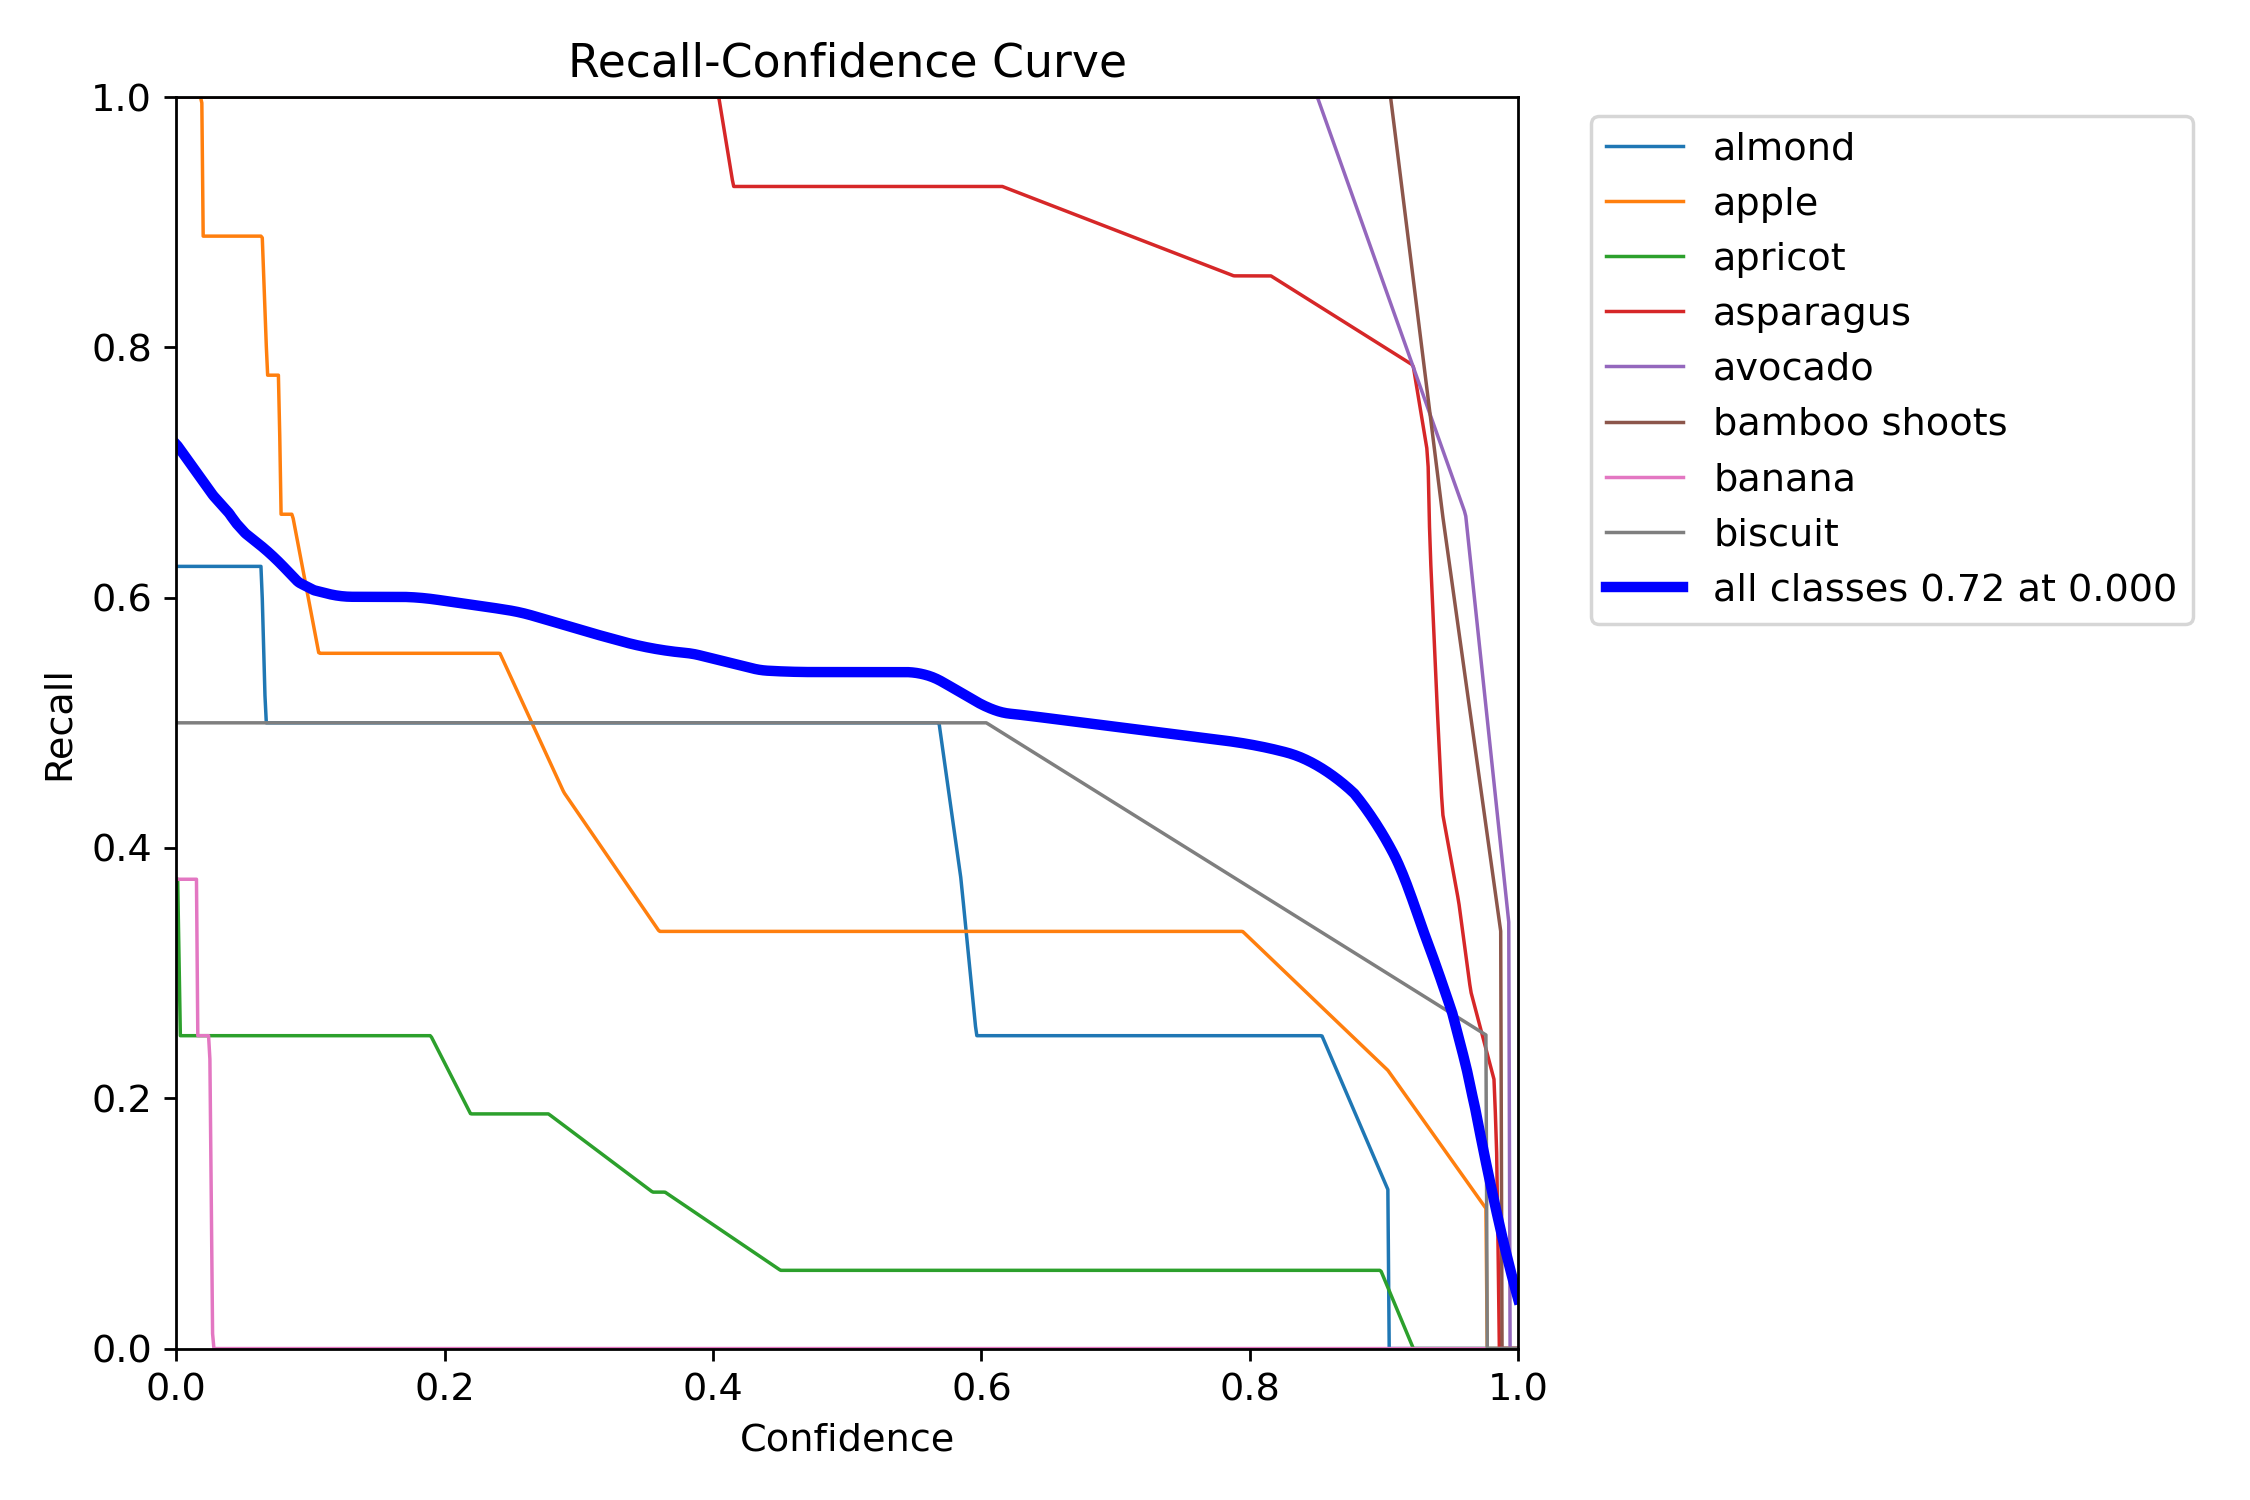 Recall-Confidence Curve
1.0
0.8
0.6
0.4
0.2
0.0
Recall
0.0 0.2 0.4 0.6 0.8 1.0
Confidence
almond
apple
apricot
asparagus
avocado
bamboo shoots
banana
biscuit
all classes 0.72 at 0.000